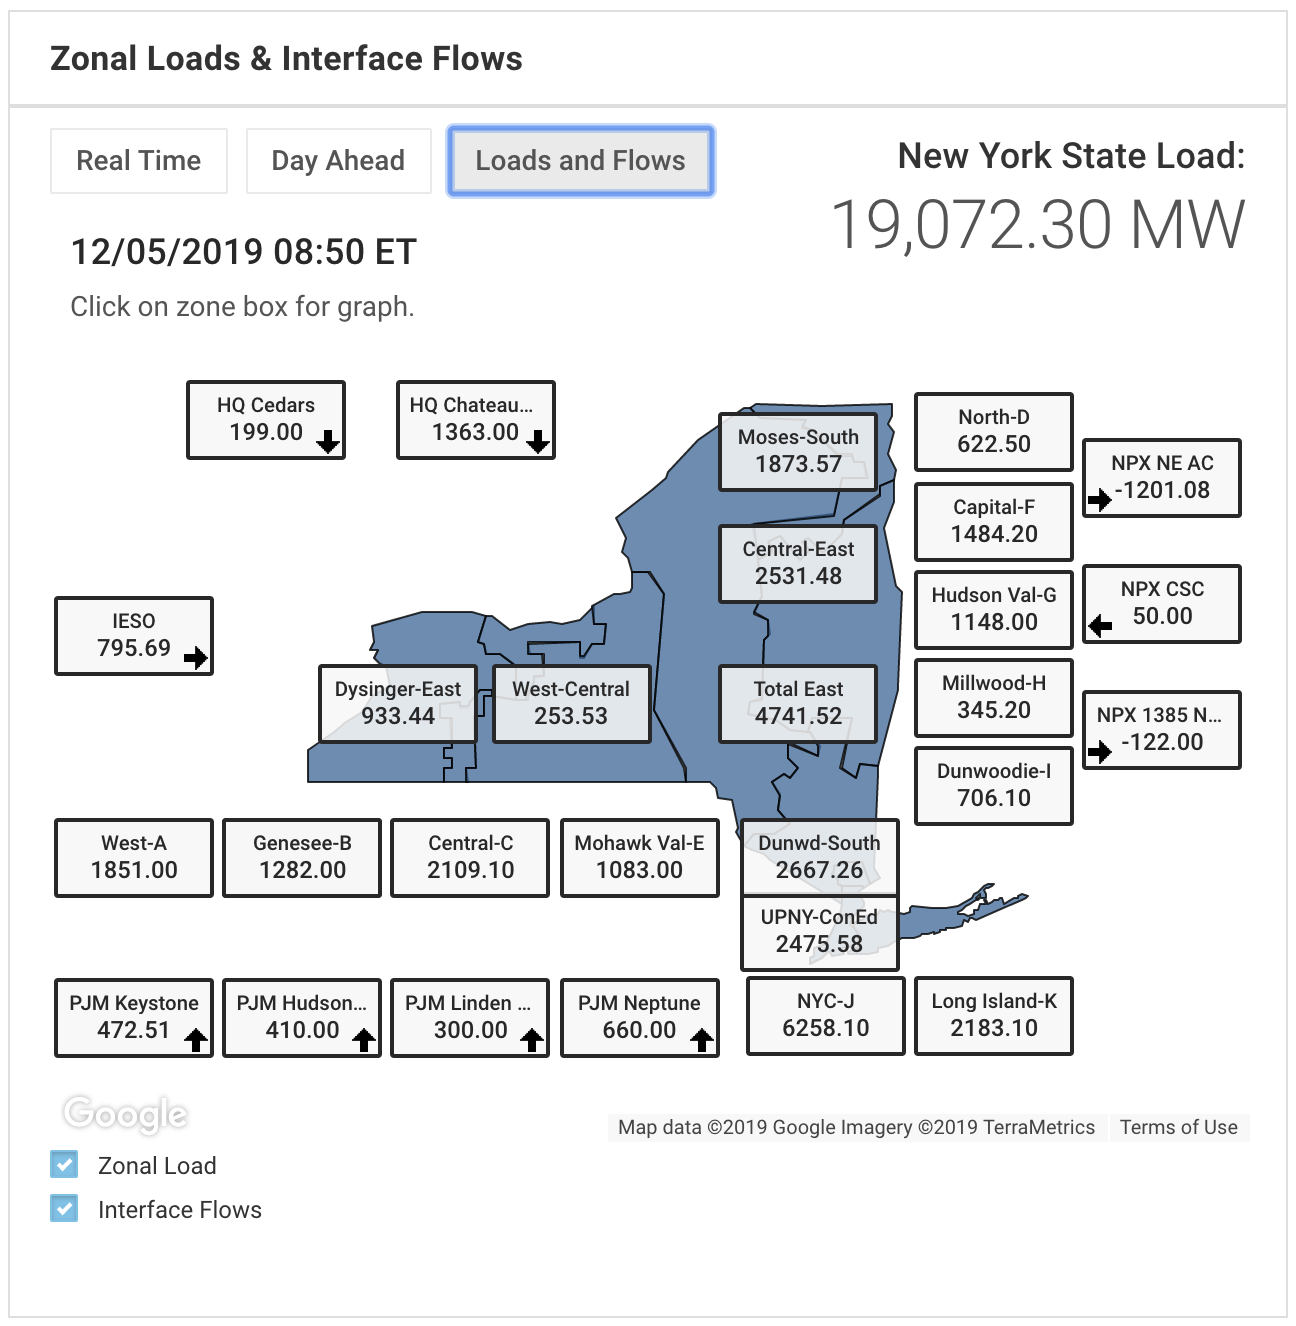 Zonal Loads & Interface Flows
Real Time
Day Ahead
Loads and Flows
New York State Load:
19,072.30 MW
12/05/2019 08:50 ET
Click on zone box for graph.
HQ Cedars
199.00
HQ Chateau...
1363.00
Moses-South
1873.57
North-D
622.50
NPX NE AC
-1201.08
Capital-F
1484.20
Central-East
2531.48
Hudson Val-G
1148.00
NPX CSC
50.00
IESO
795.69
Dysinger-East
933.44
West-Central
253.53
Total East
4741.52
Millwood-H
345.20
NPX 1385 N...
-122.00
Dunwoodie-I
706.10
West-A
1851.00
Genesee-B
1282.00
Central-C
2109.10
Mohawk Val-E
1083.00
Dunwd-South
2667.26
UPNY-ConEd
2475.58
PJM Keystone
472.51
PJM Hudson...
410.00
PJM Linden ...
300.00
PJM Neptune
660.00
NYC-J
6258.10
Long Island-K
2183.10
Google
Map data ©2019 Google Imagery ©2019 TerraMetrics
Terms of Use
Zonal Load
Interface Flows